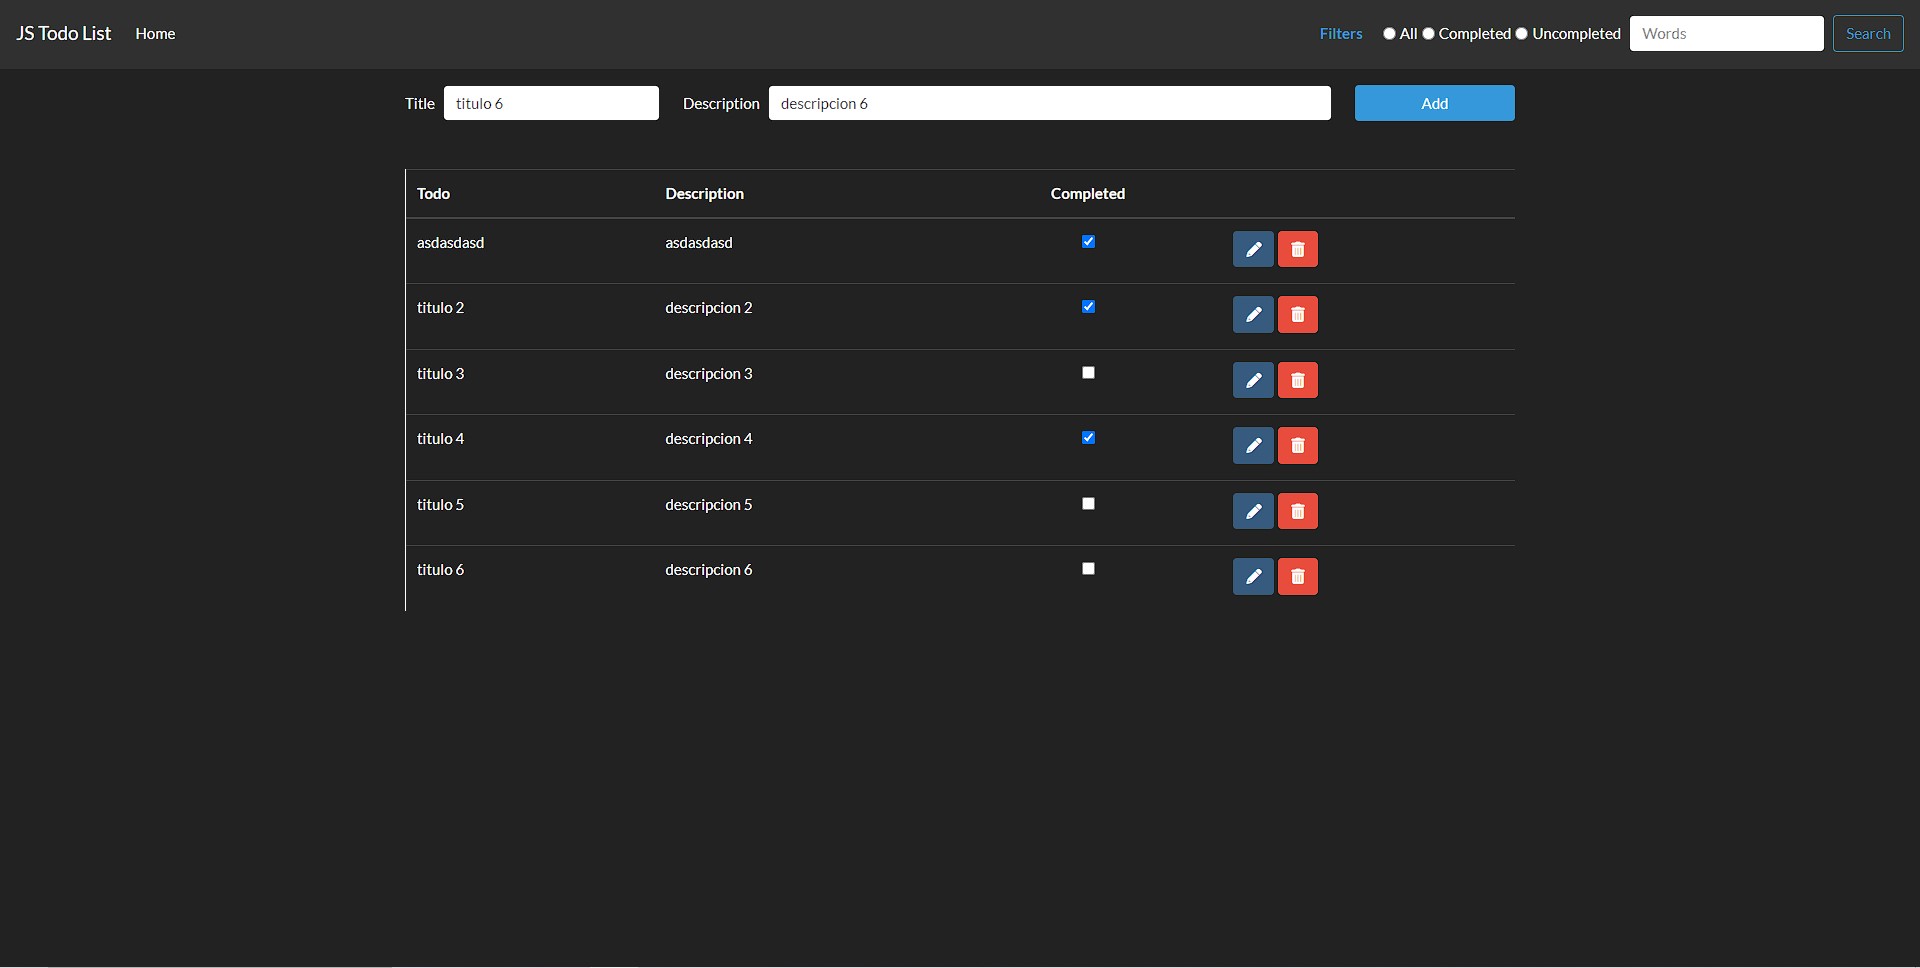 JS Todo List Home Filters All Completed Uncompleted Words Search
Title titulo 6 Description descripcion 6 Add
Todo Description Completed
asdasdasd asdasdasd
titulo 2 descripcion 2
titulo 3 descripcion 3
titulo 4 descripcion 4
titulo 5 descripcion 5
titulo 6 descripcion 6